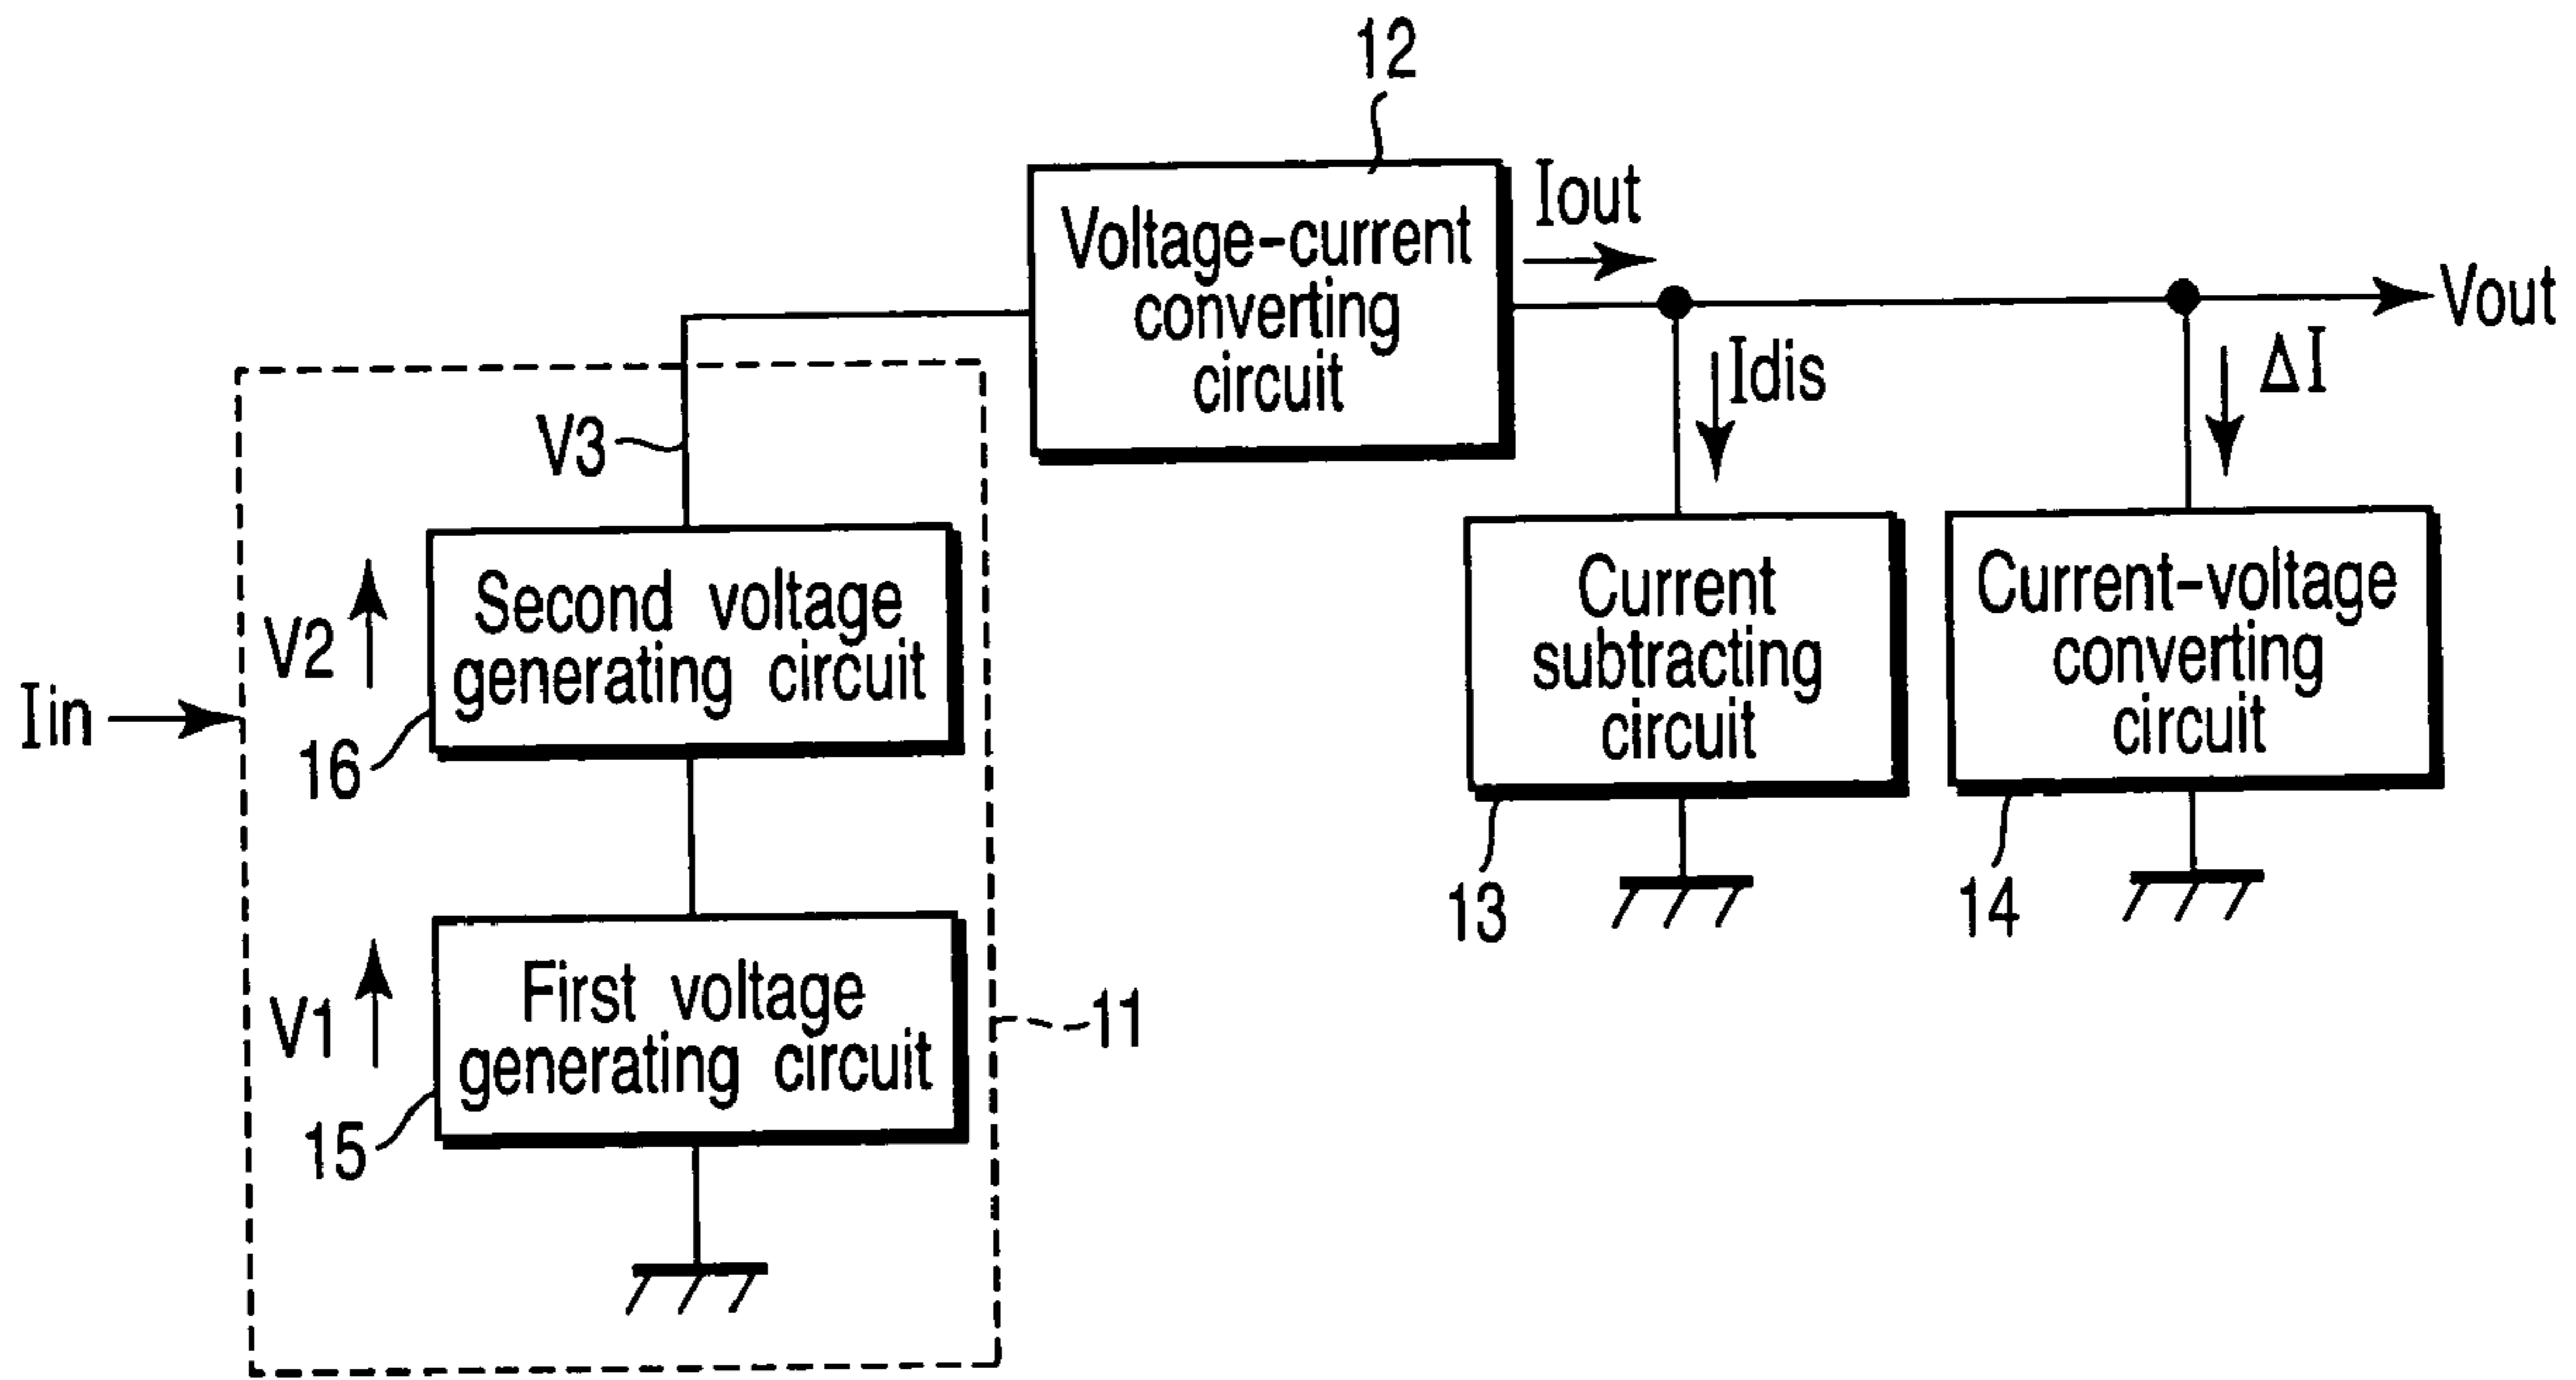 12
Voltage-current
converting
circuit
Iout
Vout
Idis
ΔI
V3
Second voltage
generating circuit
V2
16
Iin
Current
subtracting
circuit
13
Current-voltage
converting
circuit
14
First voltage
generating circuit
V1
15
11